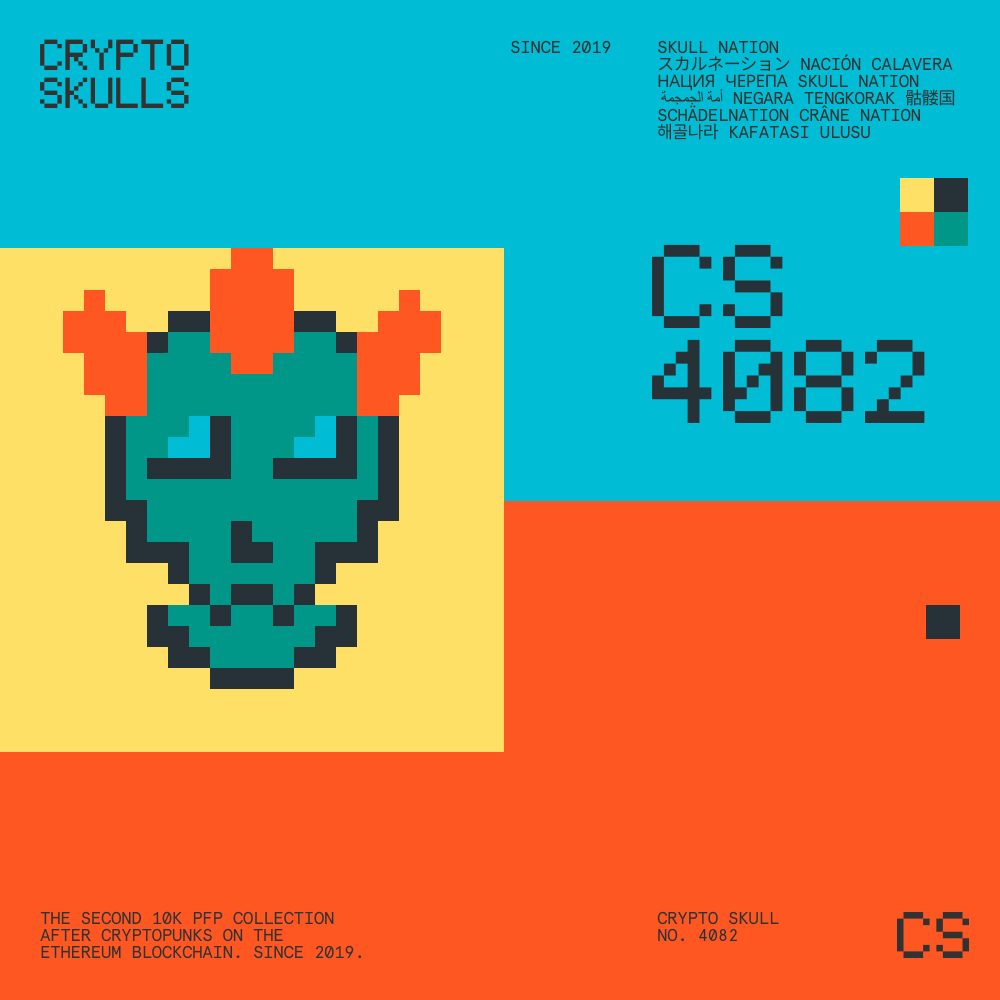 CRYPTO
SKULLS
SINCE 2019
SKULL NATION
スカルネーション NACIÓN CALAVERA
НАЦИЯ ЧЕРЕПА SKULL NATION
أمة الجمجمة NEGARA TENGKORAK 骷髅国
SCHÄDELNATION CRÂNE NATION
해골나라 KAFATASI ULUSU
CS
4082
THE SECOND 10K PFP COLLECTION
AFTER CRYPTOPUNKS ON THE
ETHEREUM BLOCKCHAIN. SINCE 2019.
CRYPTO SKULL
NO. 4082
CS